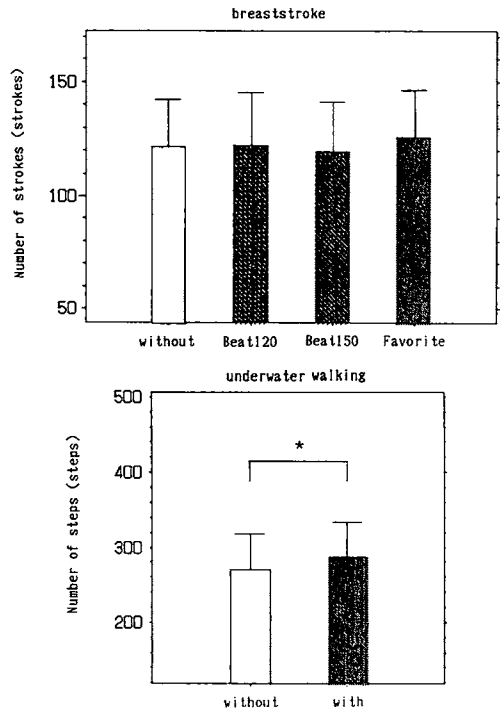 breaststroke
Number of strokes (strokes)
150
100
50
without Beat120 Beat150 Favorite
underwater walking
Number of steps (steps)
500
400
300
200
*
without with